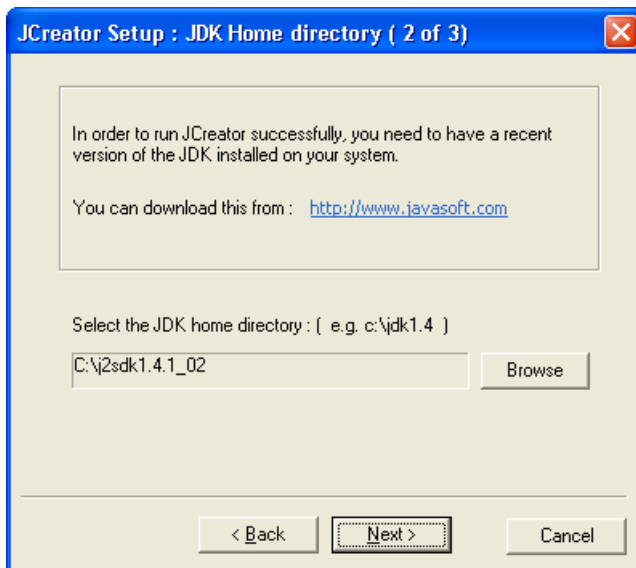 JCreator Setup : JDK Home directory ( 2 of 3)
In order to run JCreator successfully, you need to have a recent
version of the JDK installed on your system.
You can download this from : http://www.javasoft.com
Select the JDK home directory : ( e.g. c:\jdk1.4 )
C:\j2sdk1.4.1_02
Browse
< Back
Next >
Cancel